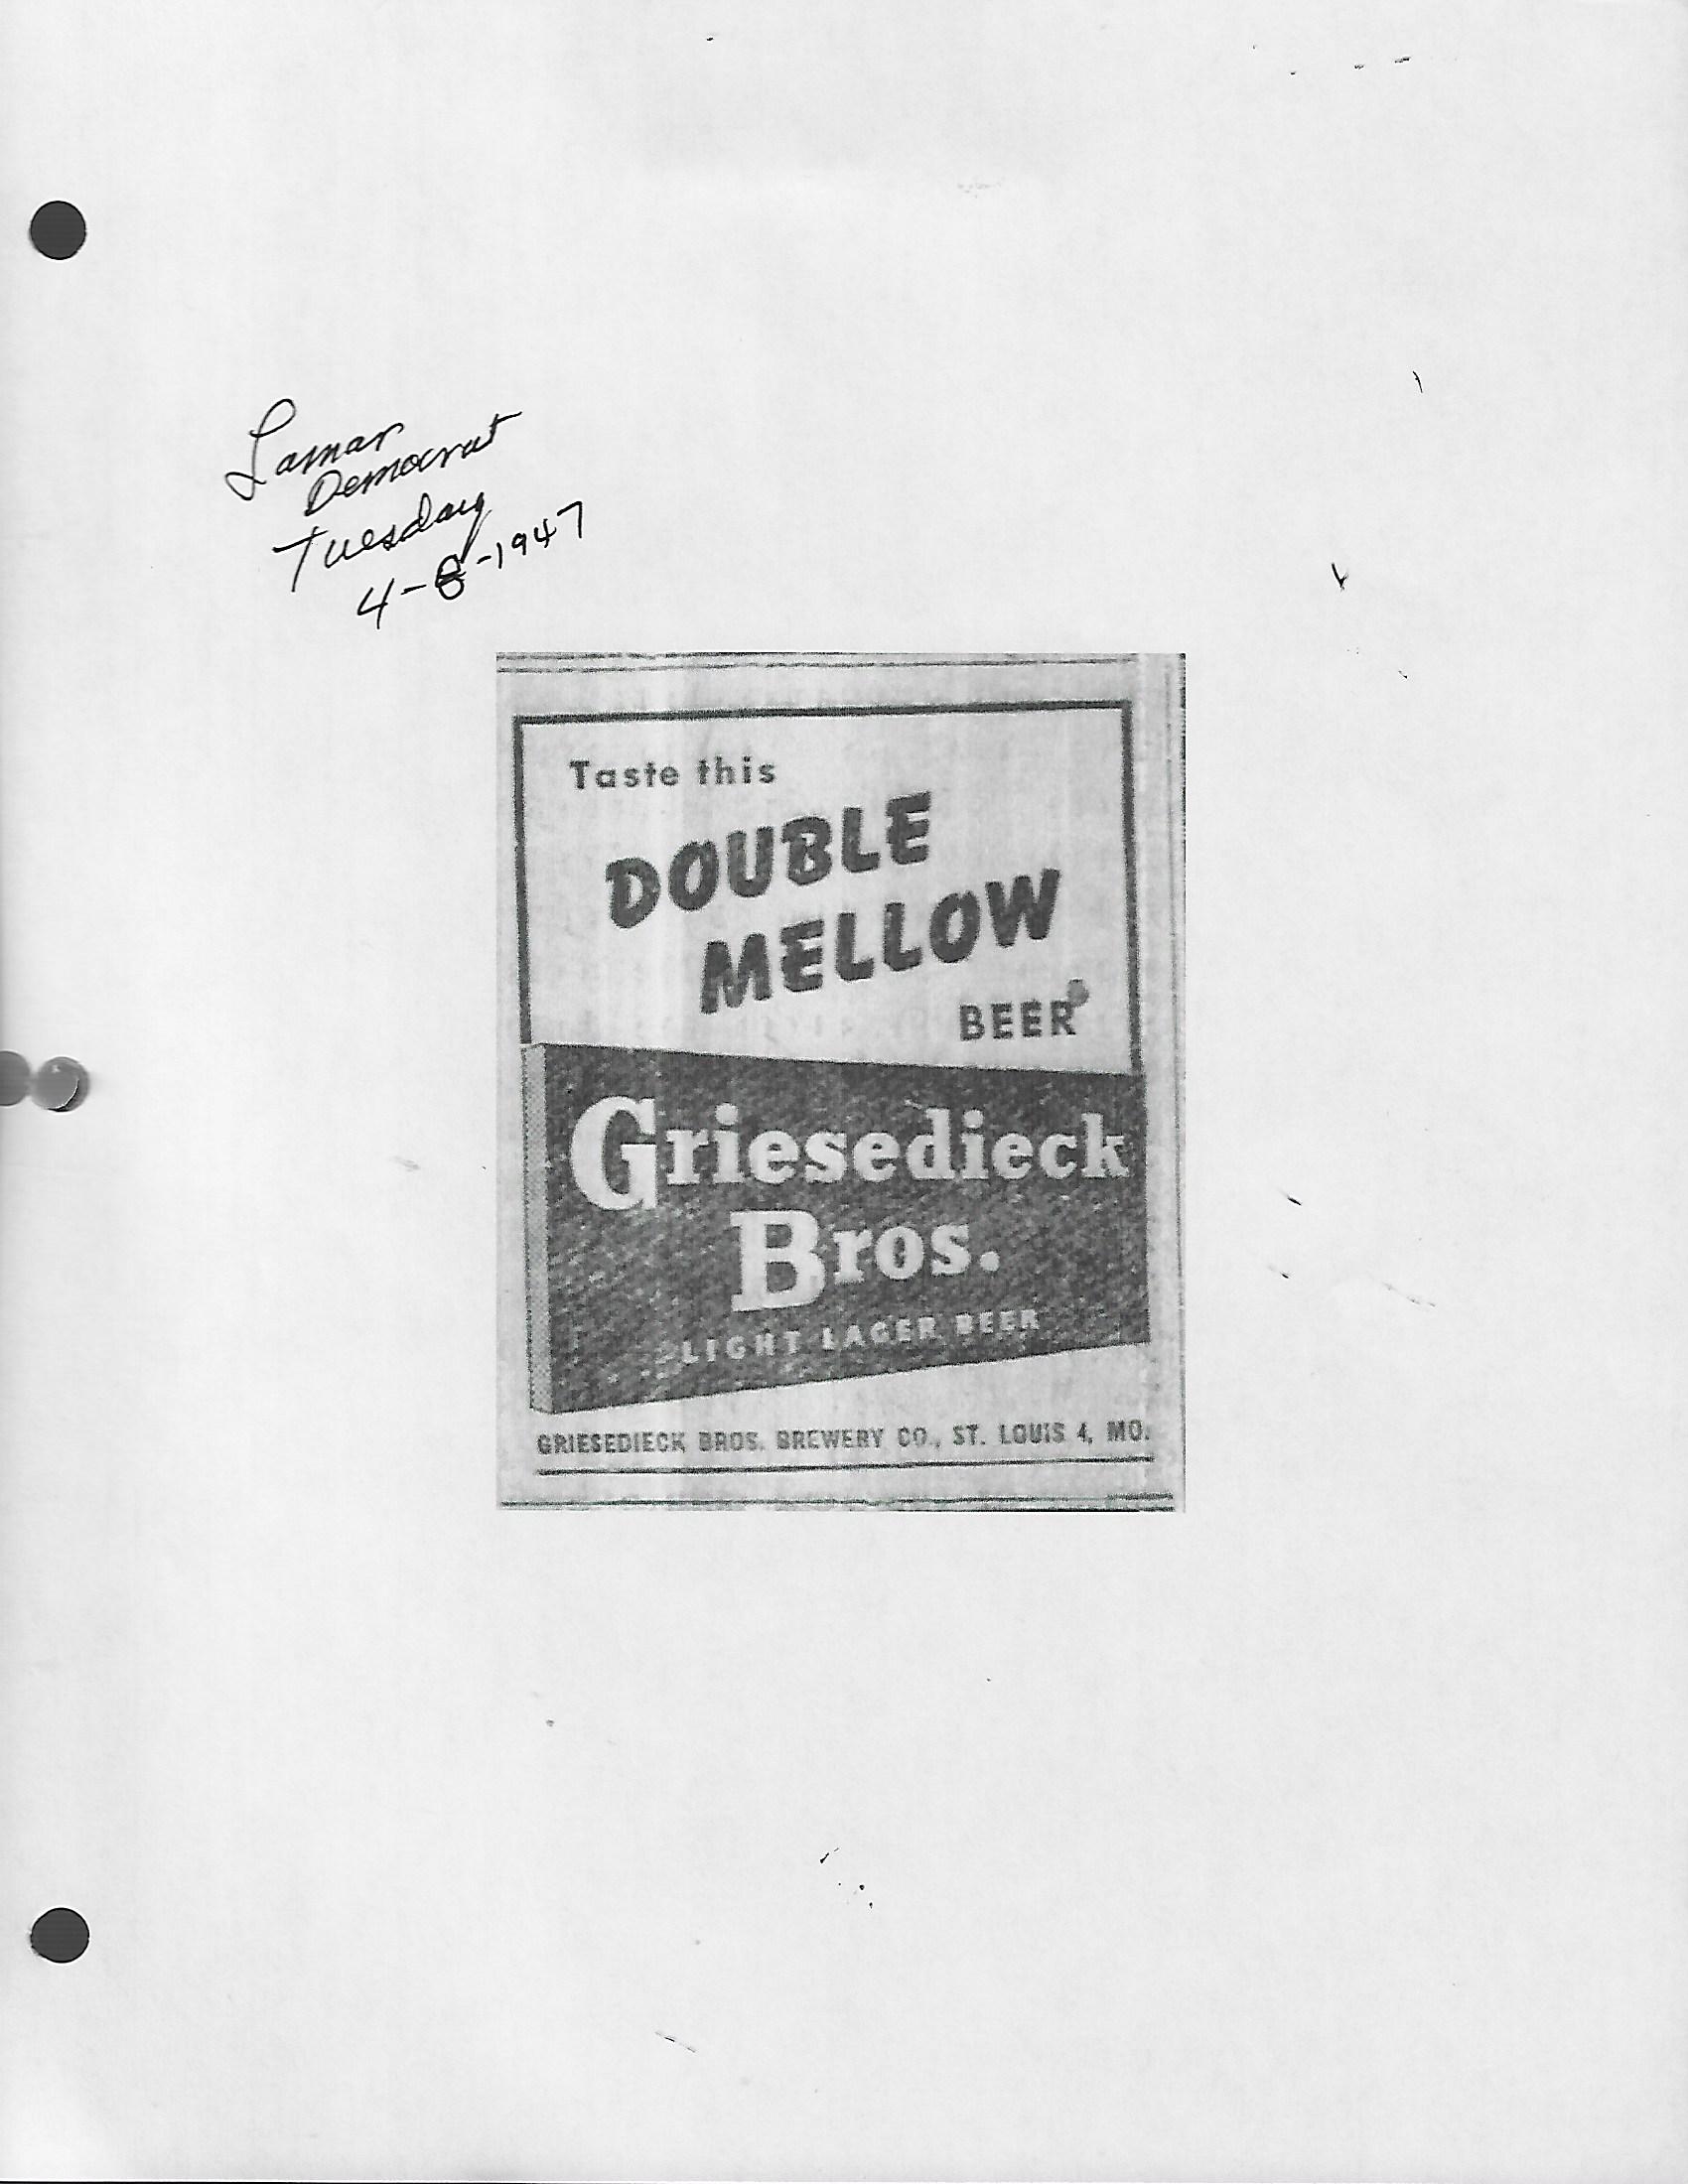 Lamar
Democrat
Tuesday
4-8-1947
Taste this
DOUBLE
MELLOW
BEER
Griesedieck
Bros.
LIGHT LAGER BEER
GRIESEDIECK BROS. BREWERY CO., ST. LOUIS 4, MO.